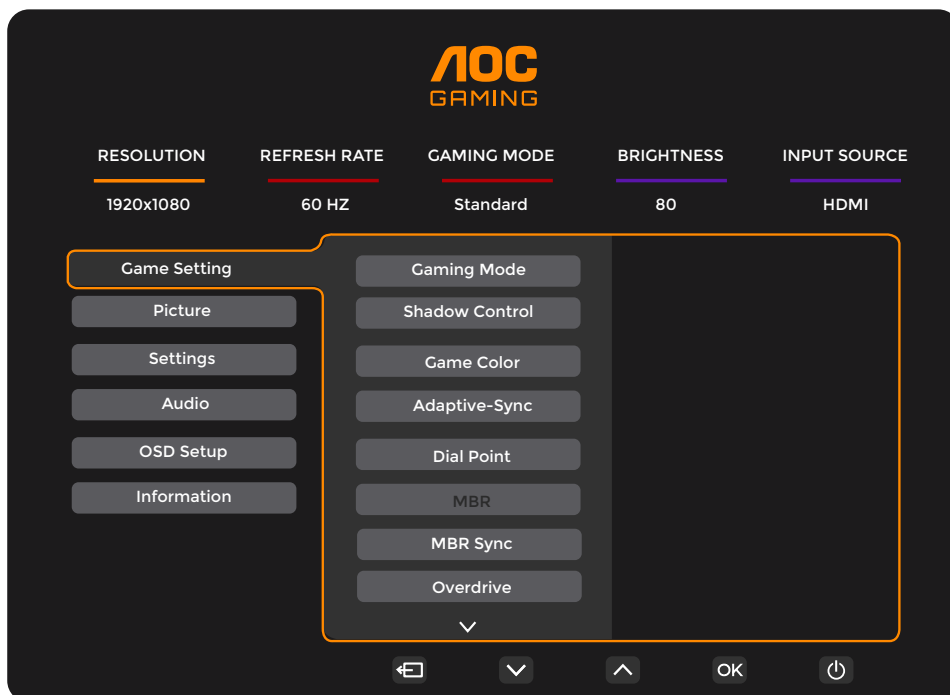 AOC
GAMING
RESOLUTION REFRESH RATE GAMING MODE BRIGHTNESS INPUT SOURCE
1920x1080 60 HZ Standard 80 HDMI
Game Setting
Picture
Settings
Audio
OSD Setup
Information
Gaming Mode
Shadow Control
Game Color
Adaptive-Sync
Dial Point
MBR
MBR Sync
Overdrive
OK